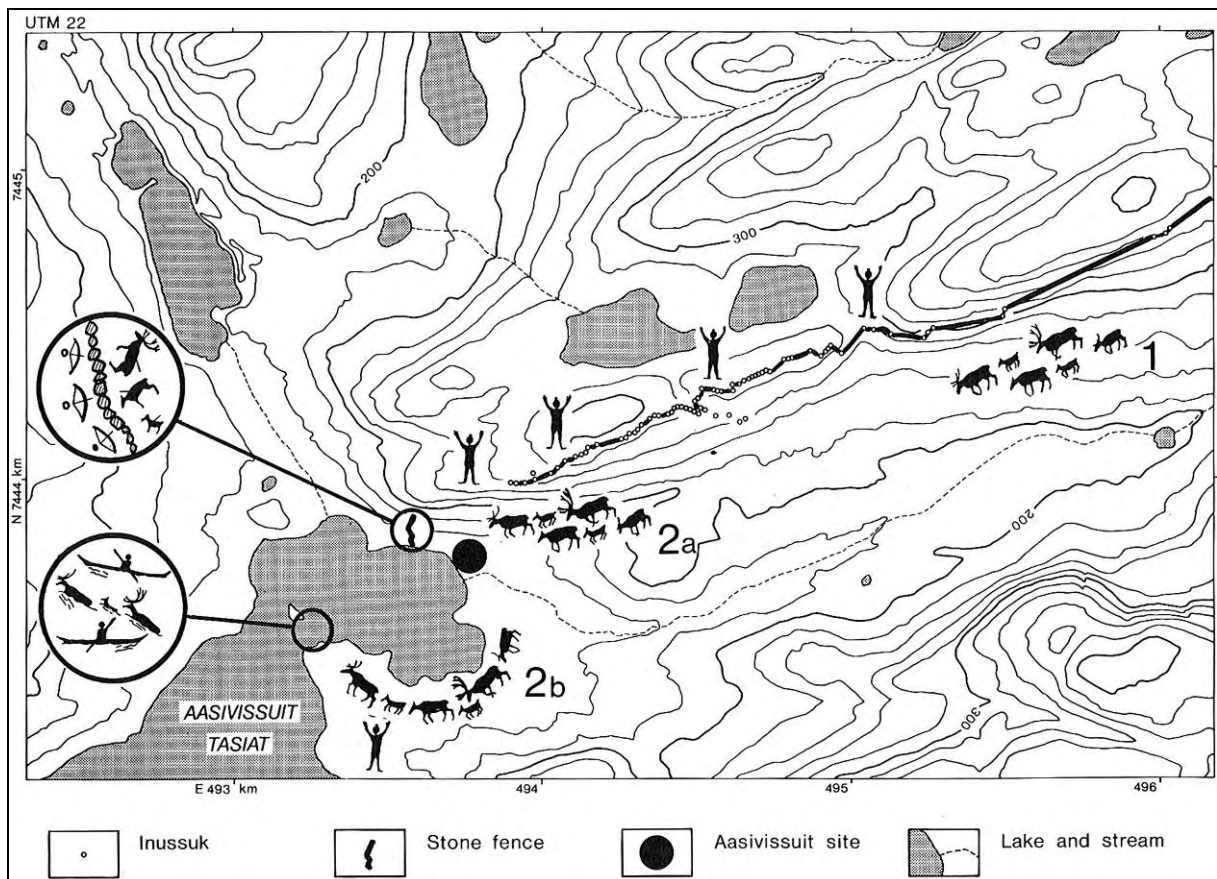 UTM 22
7445
200
300
1
N 7444 km
2a
200
2b
300
AASIVISSUIT
TASIAT
E 493 km 494 495 496
Inussuk Stone fence Aasivissuit site Lake and stream